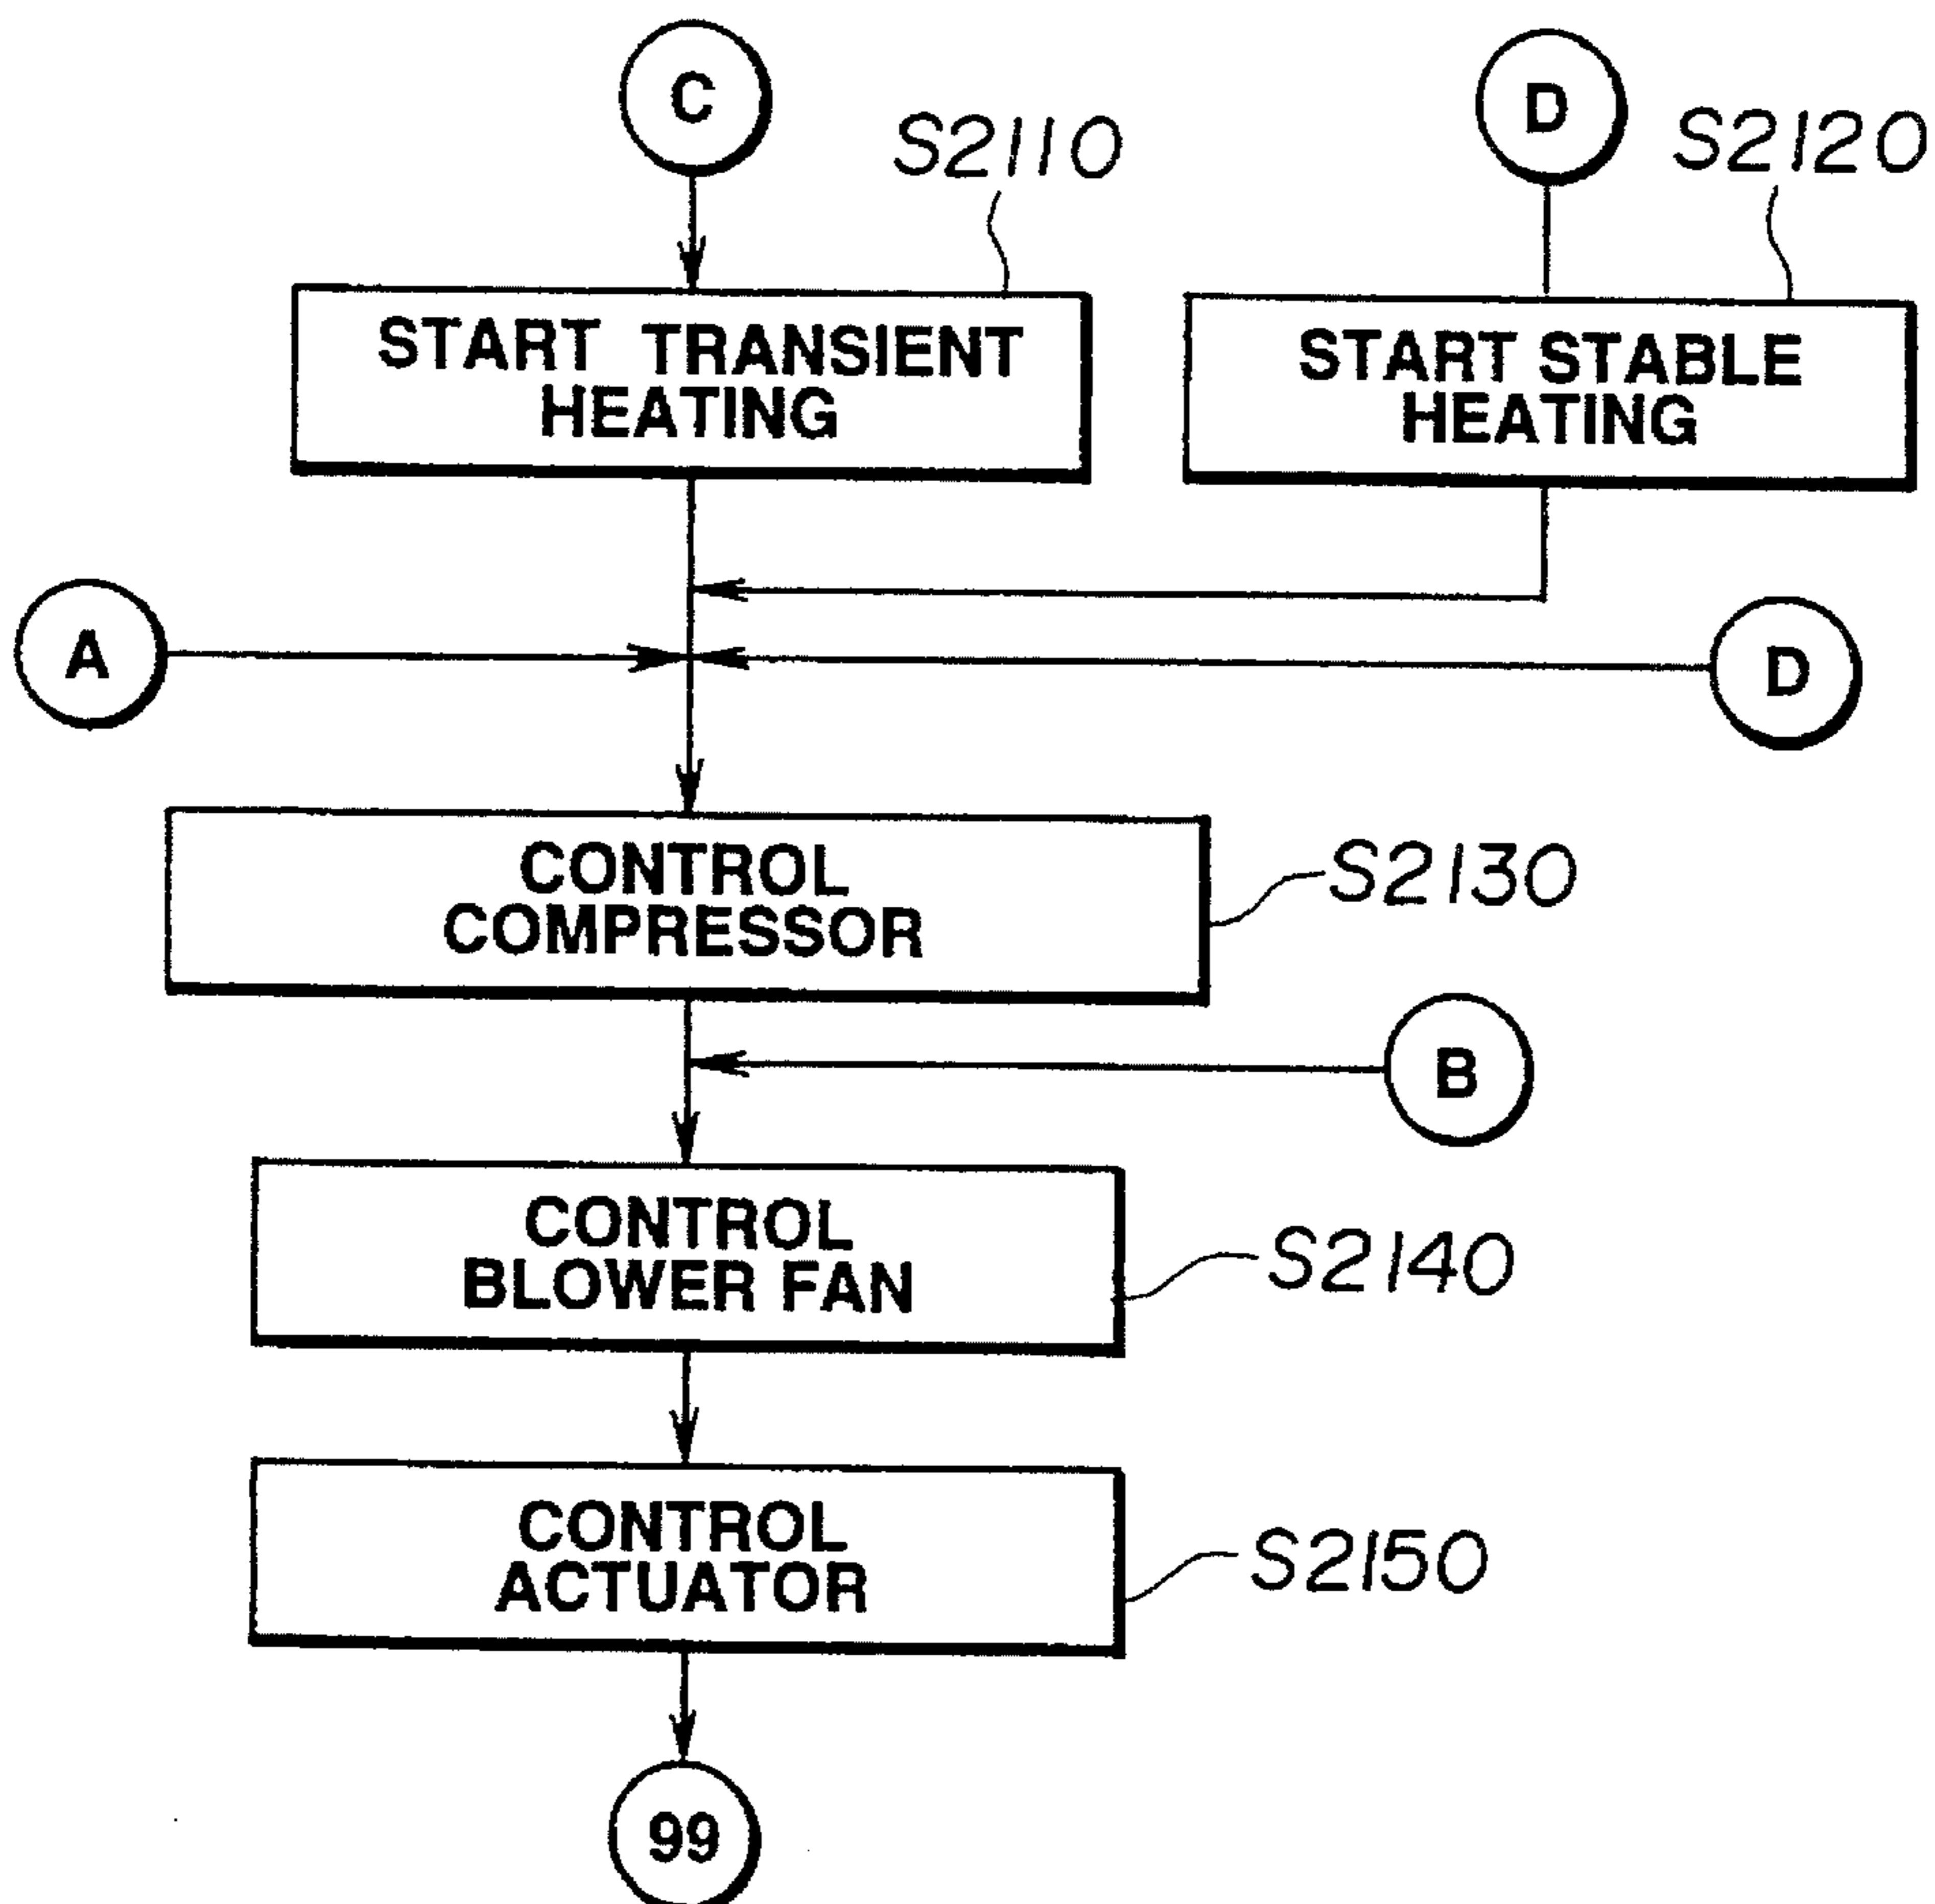 C
S2110
D
S2120
START TRANSIENT
HEATING
START STABLE
HEATING
A
D
CONTROL
COMPRESSOR
S2130
B
CONTROL
BLOWER FAN
S2140
CONTROL
ACTUATOR
S2150
99